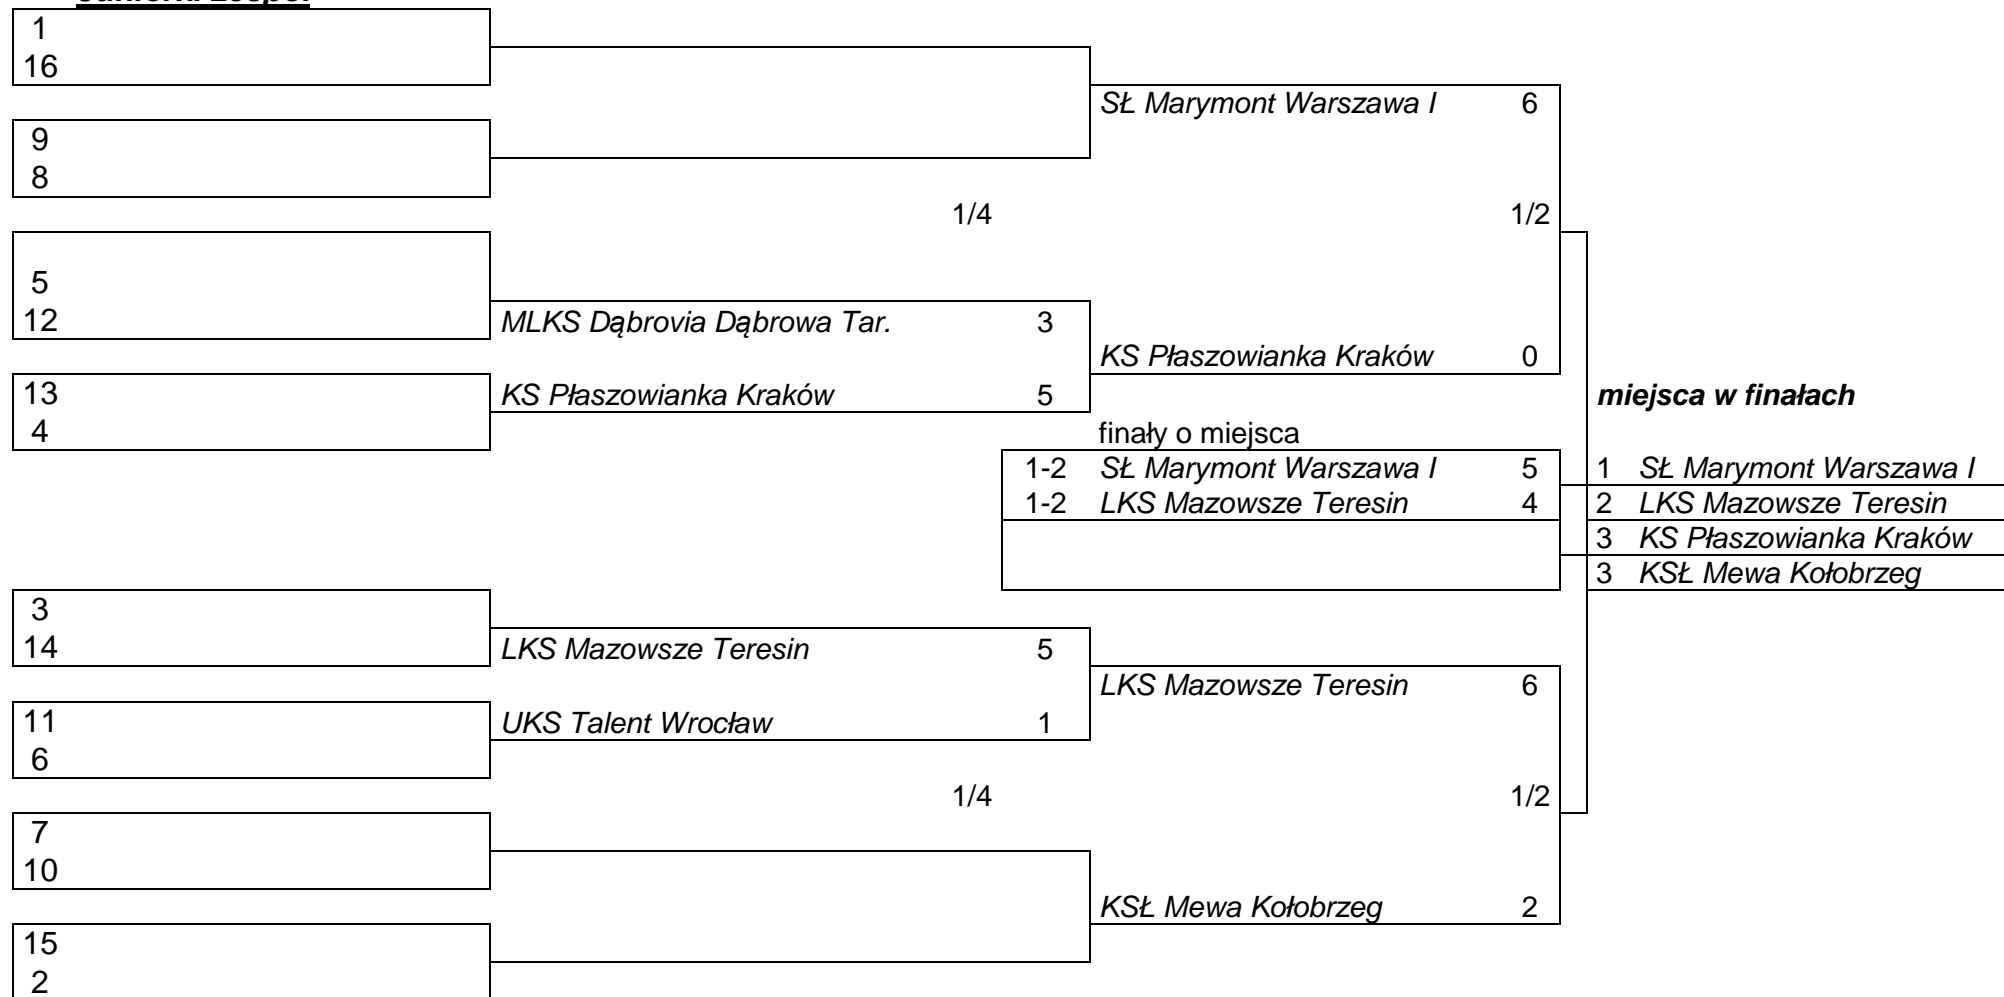 1
16
SŁ Marymont Warszawa I 6
9
8
1/4 1/2
5
12 MLKS Dąbrovia Dąbrowa Tar. 3
KS Płaszowianka Kraków 0
13 KS Płaszowianka Kraków 5 miejsca w finałach
4 finały o miejsca
1-2 SŁ Marymont Warszawa I 5 1 SŁ Marymont Warszawa I
1-2 LKS Mazowsze Teresin 4 2 LKS Mazowsze Teresin
3 KS Płaszowianka Kraków
3 KSŁ Mewa Kołobrzeg
3
14 LKS Mazowsze Teresin 5
LKS Mazowsze Teresin 6
11 UKS Talent Wrocław 1
6
1/4 1/2
7
10
KSŁ Mewa Kołobrzeg 2
15
2